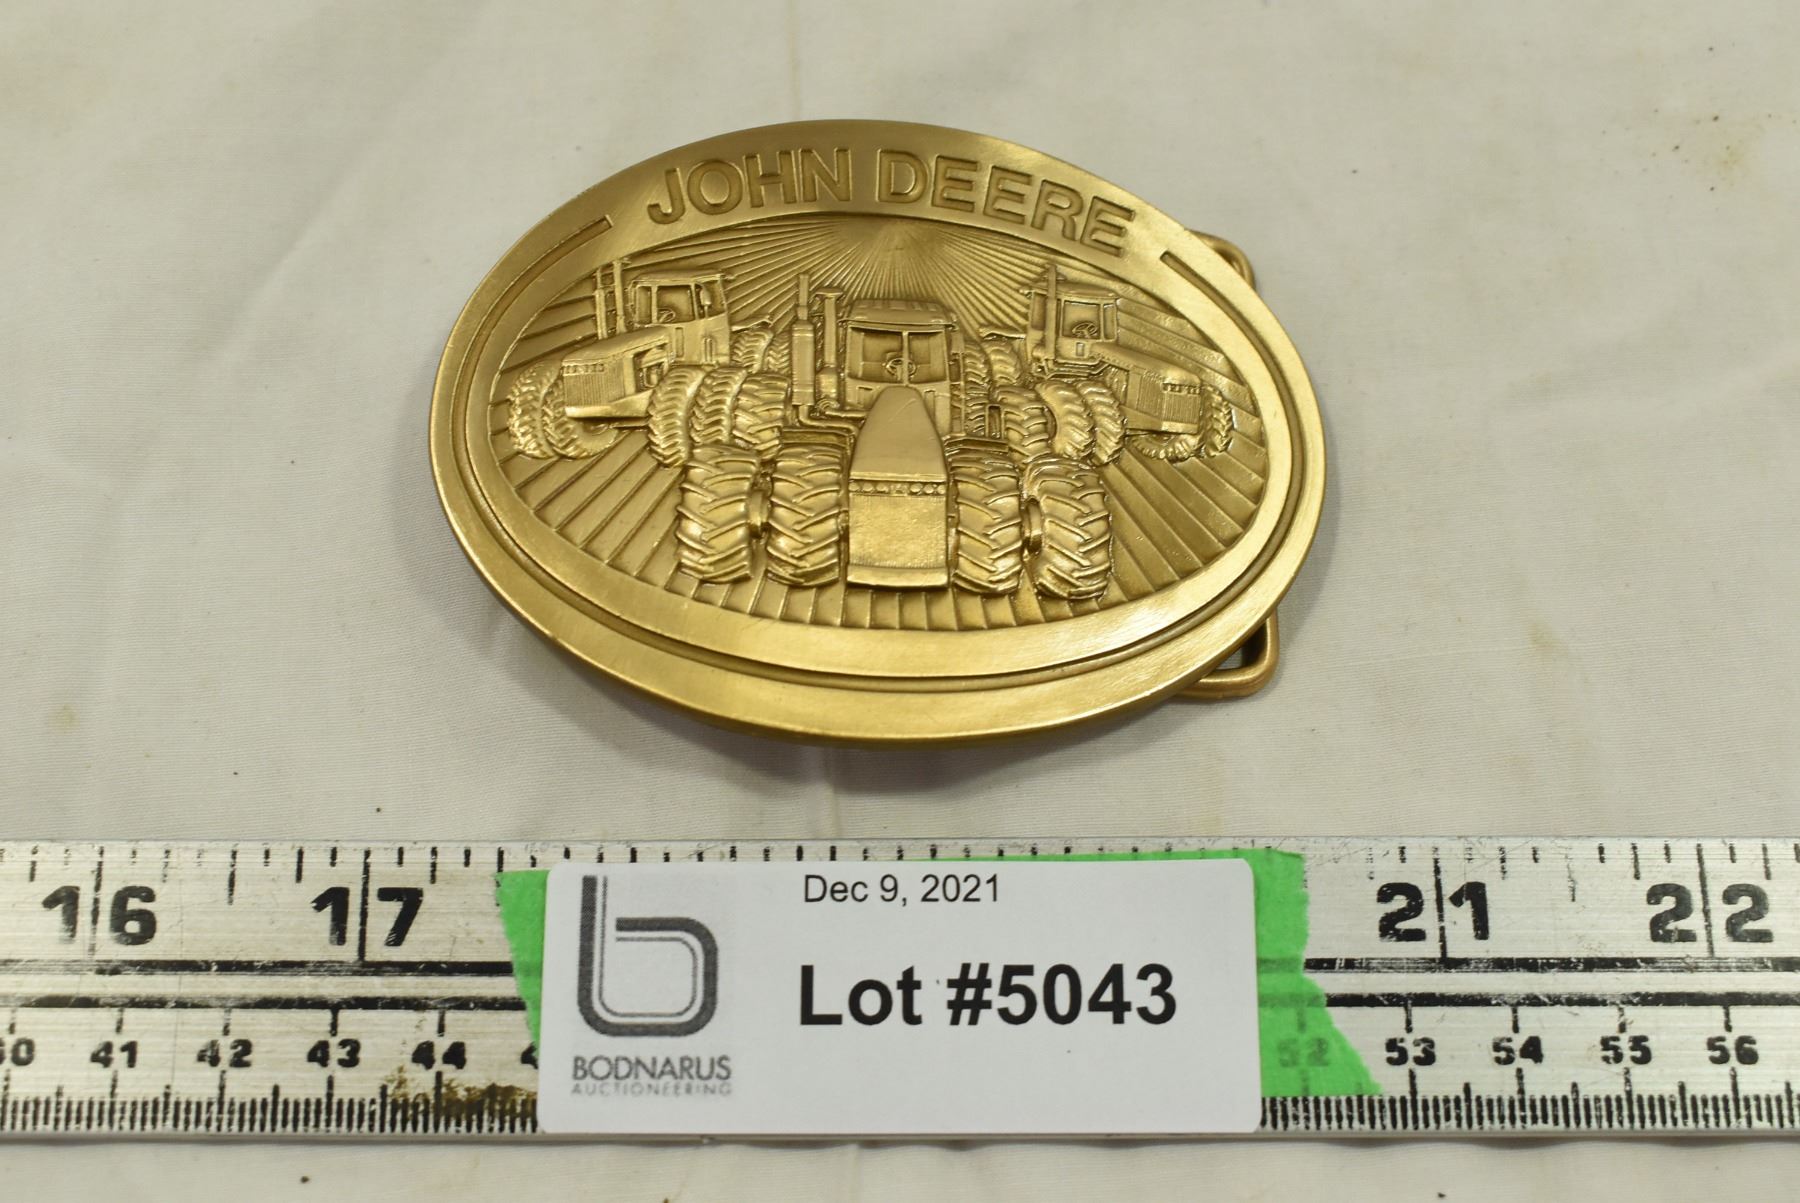 JOHN DEERE
16 17 21 22
Dec 9, 2021
Lot #5043
BODNARUS
AUCTIONEERING
41 42 43 44 52 53 54 55 56